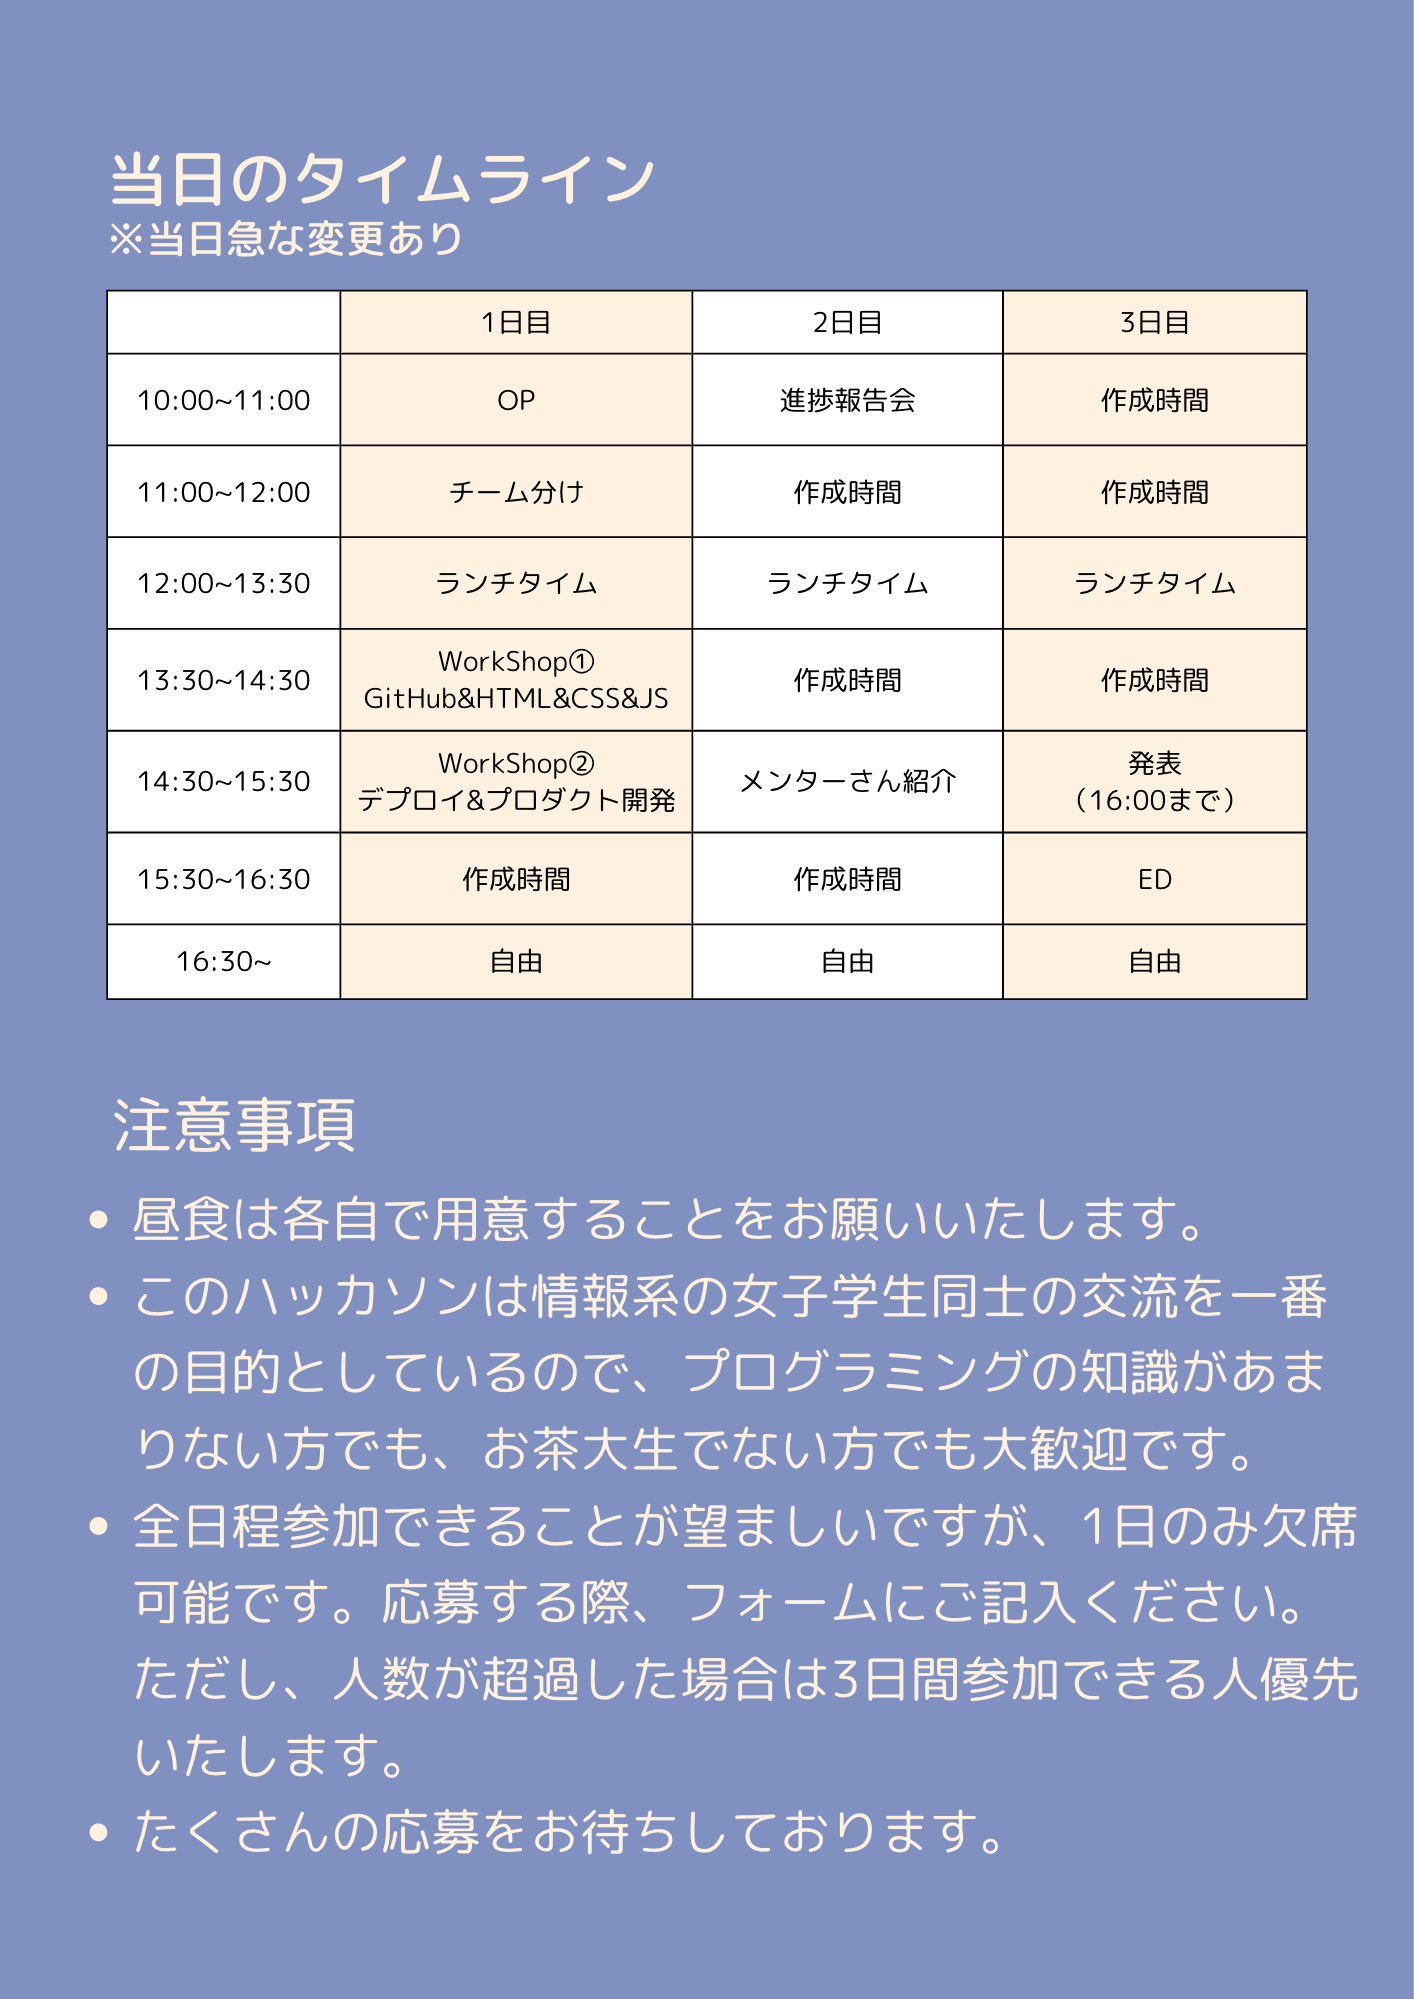 当日のタイムライン
※当日急な変更あり
1日目 2日目 3日目
10:00~11:00 OP 進捗報告会 作成時間
11:00~12:00 チーム分け 作成時間 作成時間
12:00~13:30 ランチタイム ランチタイム ランチタイム
13:30~14:30 WorkShop① GitHub&HTML&CSS&JS 作成時間 作成時間
14:30~15:30 WorkShop② デプロイ&プロダクト開発 メンターさん紹介 発表 （16:00まで）
15:30~16:30 作成時間 作成時間 ED
16:30~ 自由 自由 自由
注意事項
• 昼食は各自で用意することをお願いいたします。
• このハッカソンは情報系の女子学生同士の交流を一番
の目的としているので、プログラミングの知識があま
りない方でも、お茶大生でない方でも大歓迎です。
• 全日程参加できることが望ましいですが、1日のみ欠席
可能です。応募する際、フォームにご記入ください。
ただし、人数が超過した場合は3日間参加できる人優先
いたします。
• たくさんの応募をお待ちしております。